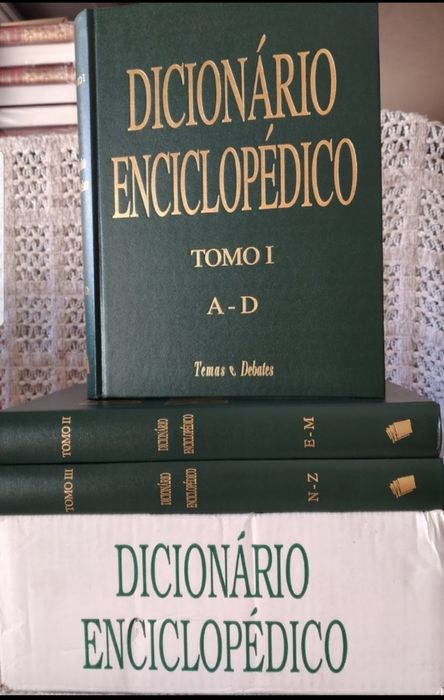 DICIONÁRIO
ENCICLOPÉDICO
TOMO I
A - D
Temas e Debates
TOMO II
DICIONÁRIO
ENCICLOPÉDICO
E - M
TOMO III
DICIONÁRIO
ENCICLOPÉDICO
N - Z
DICIONÁRIO
ENCICLOPÉDICO